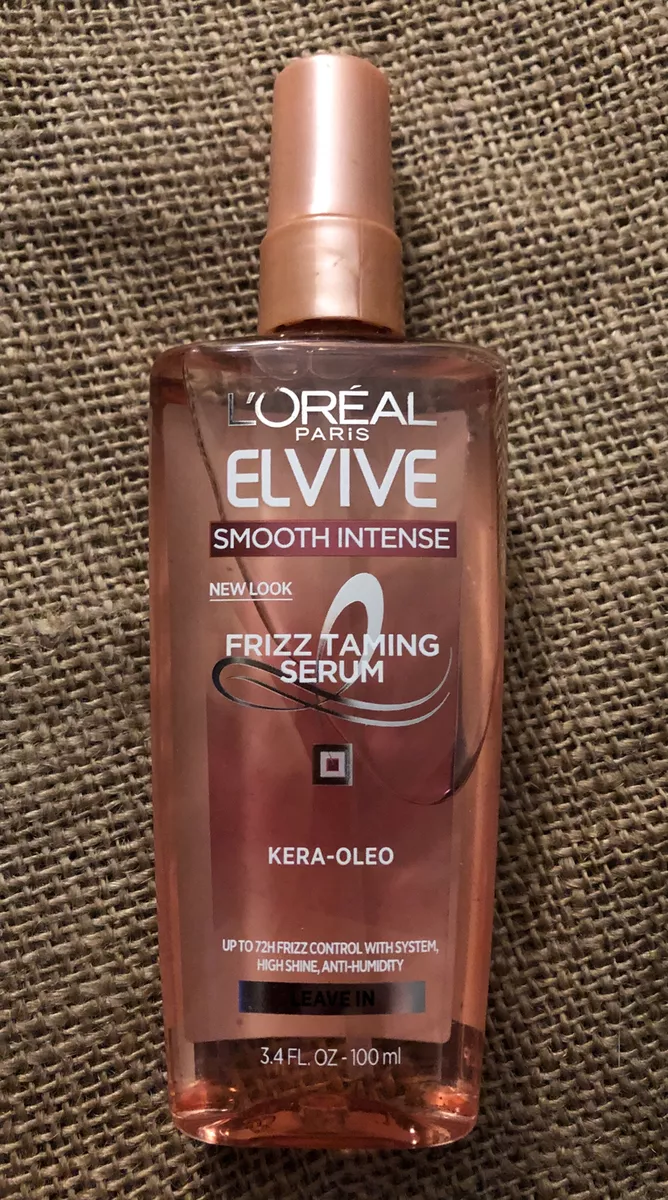 L'ORÉAL
PARiS
ELVIVE
SMOOTH INTENSE
NEW LOOK
FRIZZ TAMING
SERUM
KERA-OLEO
UP TO 72H FRIZZ CONTROL WITH SYSTEM,
HIGH SHINE, ANTI-HUMIDITY
LEAVE IN
3.4 FL. OZ - 100 ml